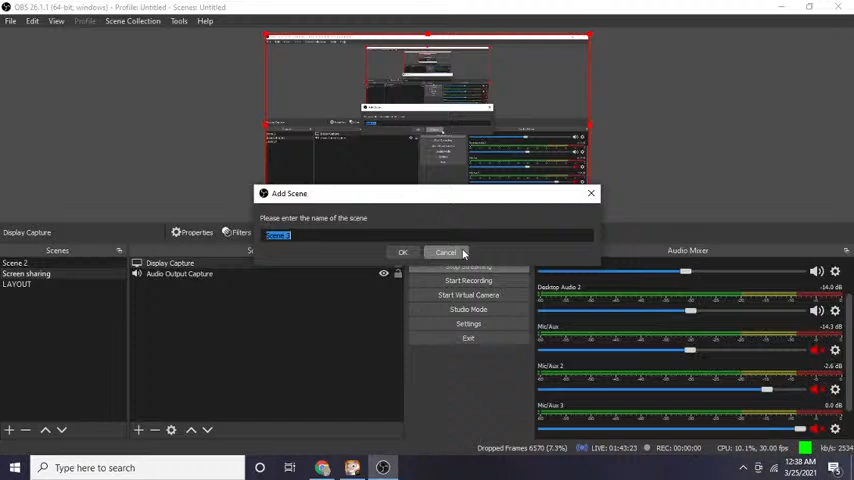 OBS 26.1.1 (64-bit, windows) - Profile: Untitled - Scenes: Untitled
File Edit View Profile Scene Collection Tools Help
Add Scene
Please enter the name of the scene
Scene 3
OK Cancel
Display Capture Properties Filters
Scenes
Scene 2
Screen sharing
LAYOUT
Display Capture
Audio Output Capture
Stop Streaming
Start Recording
Start Virtual Camera
Studio Mode
Settings
Exit
Audio Mixer
Desktop Audio 2 -14.0 dB
Mic/Aux -14.3 dB
Mic/Aux 2 -2.6 dB
Mic/Aux 3 0.0 dB
Dropped Frames 6570 (7.3%) LIVE: 01:43:23 REC: 00:00:00 CPU: 10.1%, 30.00 fps kb/s: 2534
Type here to search
12:38 AM
3/25/2021